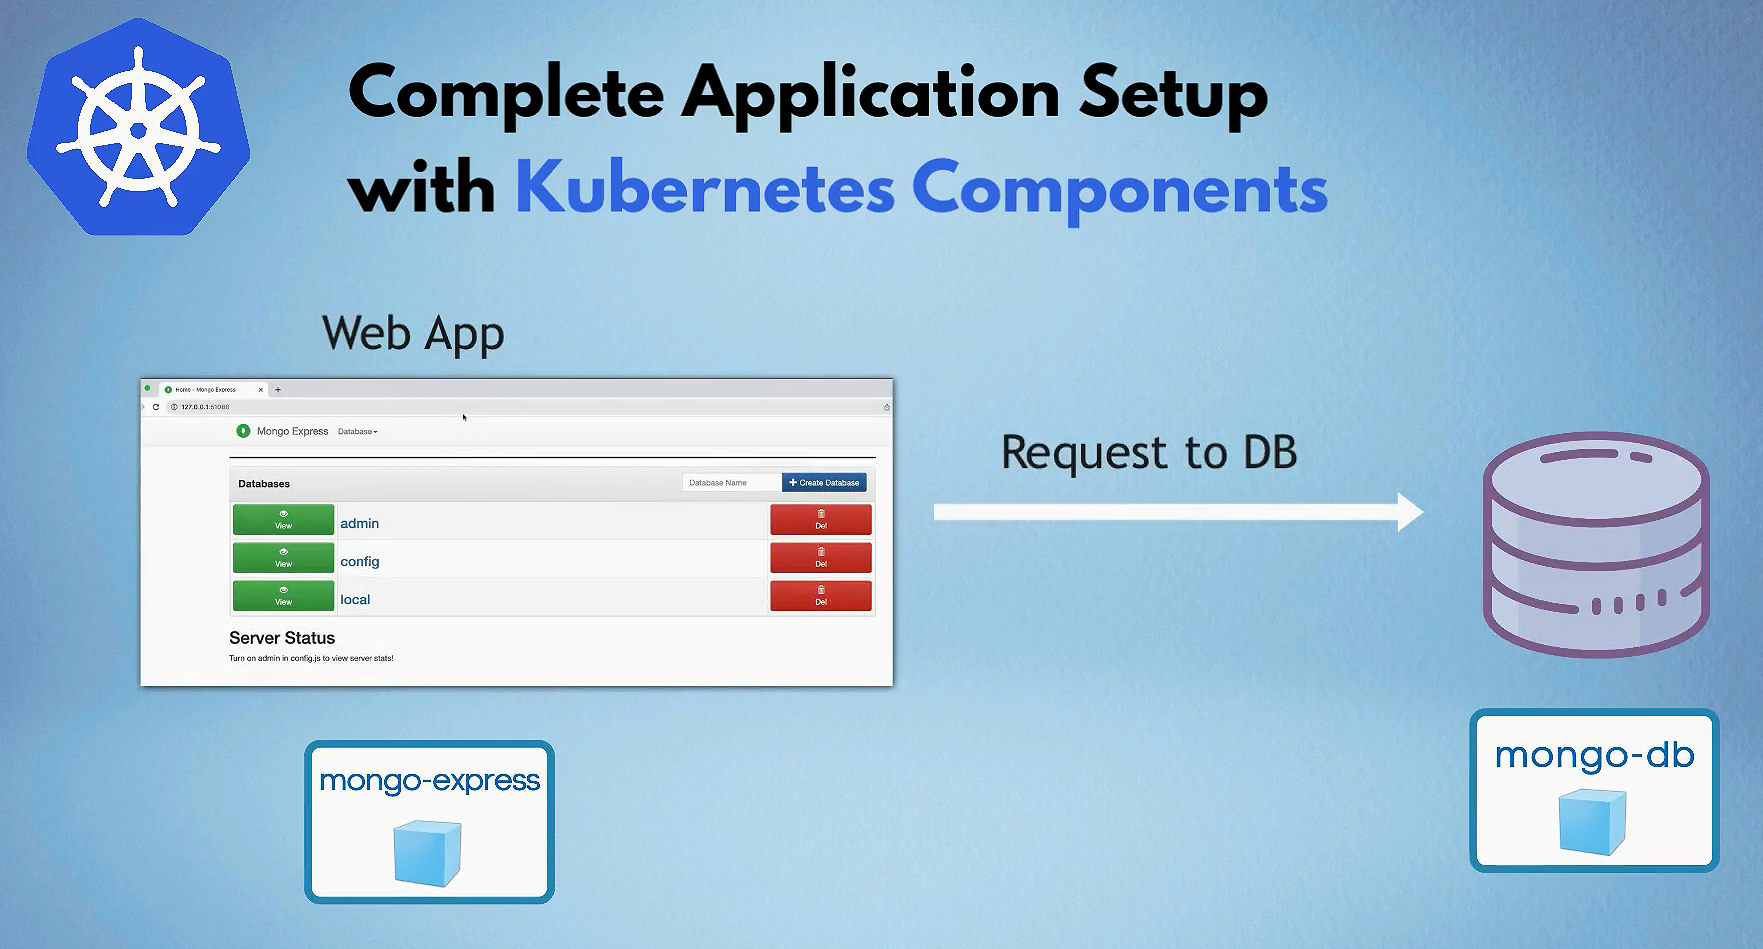 Complete Application Setup
with Kubernetes Components
Web App
Home - Mongo Express
127.0.0.1:51088
Mongo Express Database
Databases
Database Name
Create Database
View admin Del
View config Del
View local Del
Server Status
Turn on admin in config.js to view server stats!
Request to DB
mongo-express
mongo-db